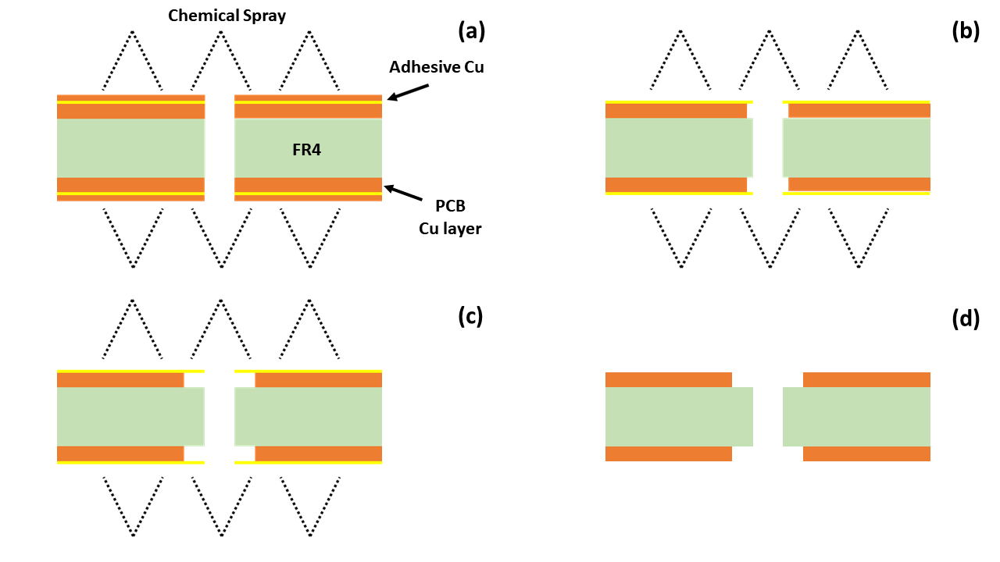 Chemical Spray
(a)
(b)
Adhesive Cu
FR4
PCB
Cu layer
(c)
(d)